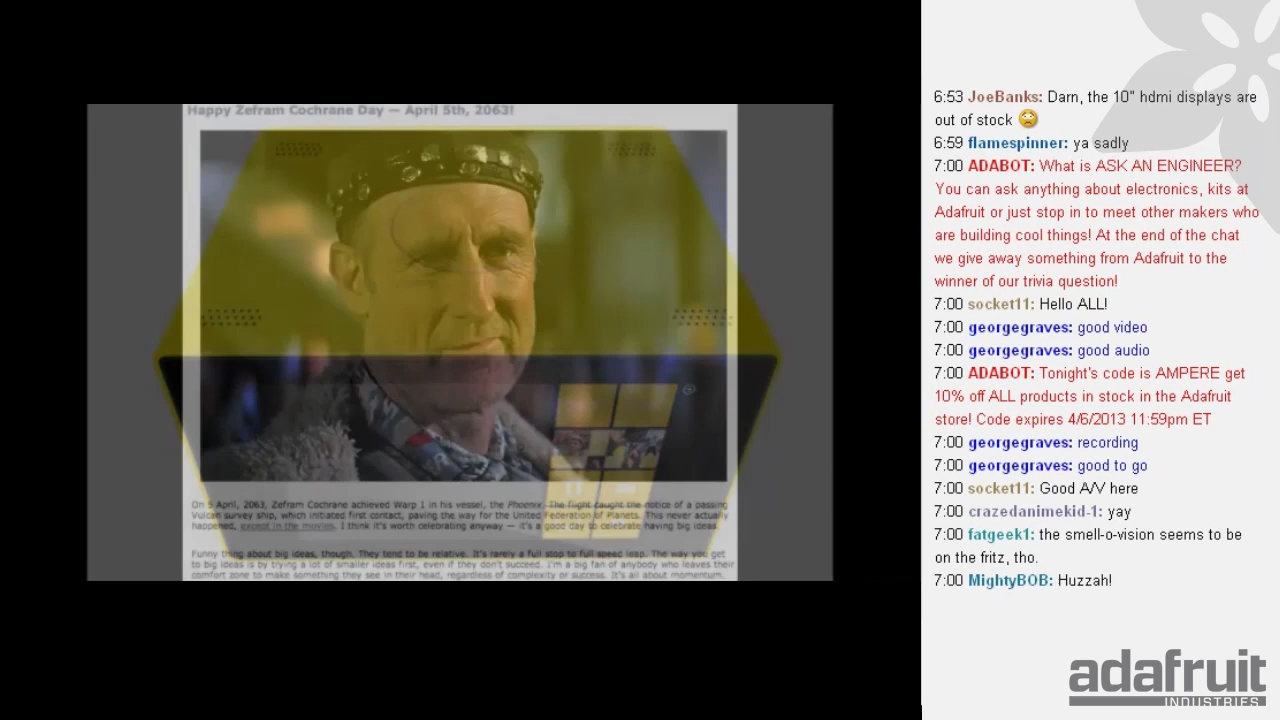 Happy Zefram Cochrane Day — April 5th, 2063!
On 5 April, 2063, Zefram Cochrane achieved Warp 1 in his vessel, the Phoenix. The flight caught the notice of a passing
Vulcan survey ship, which initiated first contact, paving the way for the United Federation of Planets. This never actually
happened, except in the movies. I think it's worth celebrating anyway — it's a good day to celebrate having big ideas.
Funny thing about big ideas, though. They tend to be relative. It's rarely a full stop to full speed leap. The way you get
to big ideas is by trying a lot of smaller ideas first, even if they don't succeed. I'm a big fan of anybody who leaves their
comfort zone to make something they see in their head, regardless of complexity or success. It's all about momentum.
6:53 JoeBanks: Darn, the 10" hdmi displays are
out of stock
6:59 flamespinner: ya sadly
7:00 ADABOT: What is ASK AN ENGINEER?
You can ask anything about electronics, kits at
Adafruit or just stop in to meet other makers who
are building cool things! At the end of the chat
we give away something from Adafruit to the
winner of our trivia question!
7:00 socket11: Hello ALL!
7:00 georgegraves: good video
7:00 georgegraves: good audio
7:00 ADABOT: Tonight's code is AMPERE get
10% off ALL products in stock in the Adafruit
store! Code expires 4/6/2013 11:59pm ET
7:00 georgegraves: recording
7:00 georgegraves: good to go
7:00 socket11: Good A/V here
7:00 crazedanimekid-1: yay
7:00 fatgeek1: the smell-o-vision seems to be
on the fritz, tho.
7:00 MightyBOB: Huzzah!
adafruit
INDUSTRIES